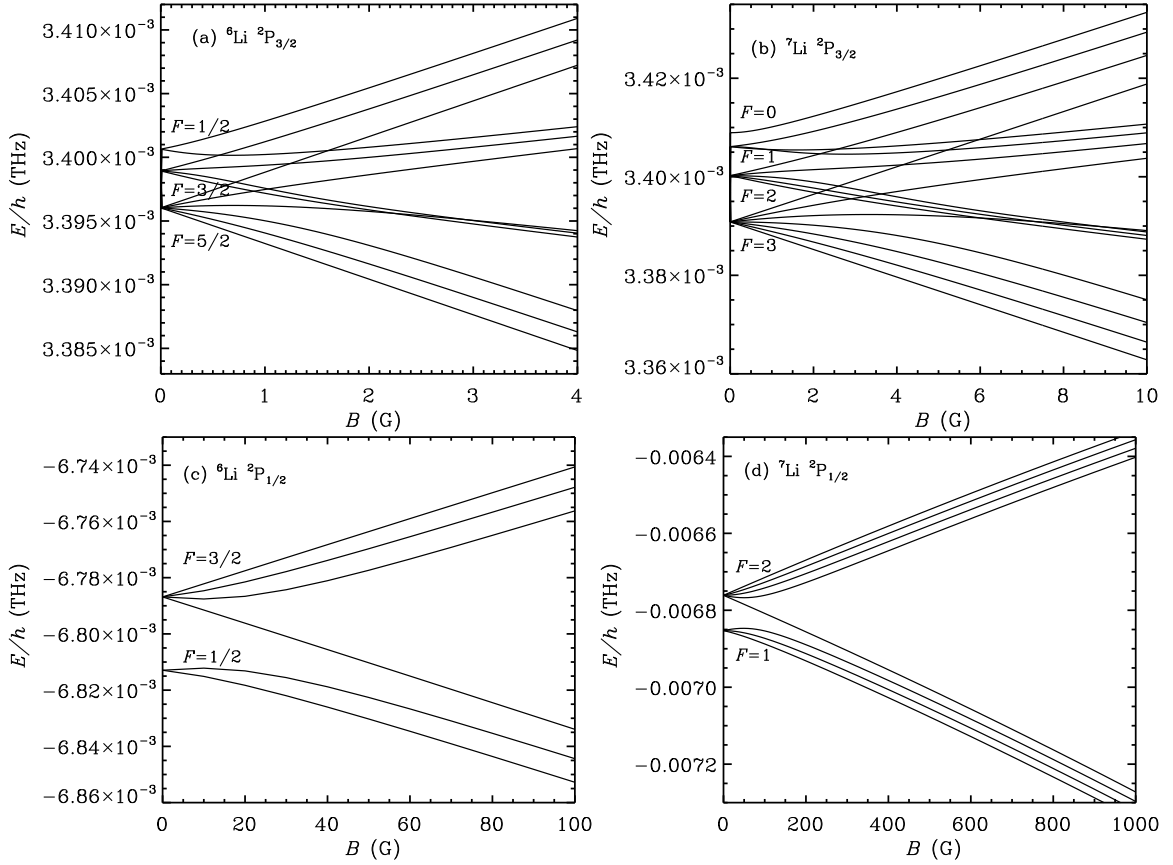 (a) ⁶Li ²P₃/₂
3.410×10⁻³
3.405×10⁻³
3.400×10⁻³
3.395×10⁻³
3.390×10⁻³
3.385×10⁻³
E/h (THz)
F=1/2
F=3/2
F=5/2
0 1 2 3 4
B (G)
(b) ⁷Li ²P₃/₂
3.42×10⁻³
3.40×10⁻³
3.38×10⁻³
3.36×10⁻³
E/h (THz)
F=0
F=1
F=2
F=3
0 2 4 6 8 10
B (G)
(c) ⁶Li ²P₁/₂
−6.74×10⁻³
−6.76×10⁻³
−6.78×10⁻³
−6.80×10⁻³
−6.82×10⁻³
−6.84×10⁻³
−6.86×10⁻³
E/h (THz)
F=3/2
F=1/2
0 20 40 60 80 100
B (G)
(d) ⁷Li ²P₁/₂
−0.0064
−0.0066
−0.0068
−0.0070
−0.0072
E/h (THz)
F=2
F=1
0 200 400 600 800 1000
B (G)